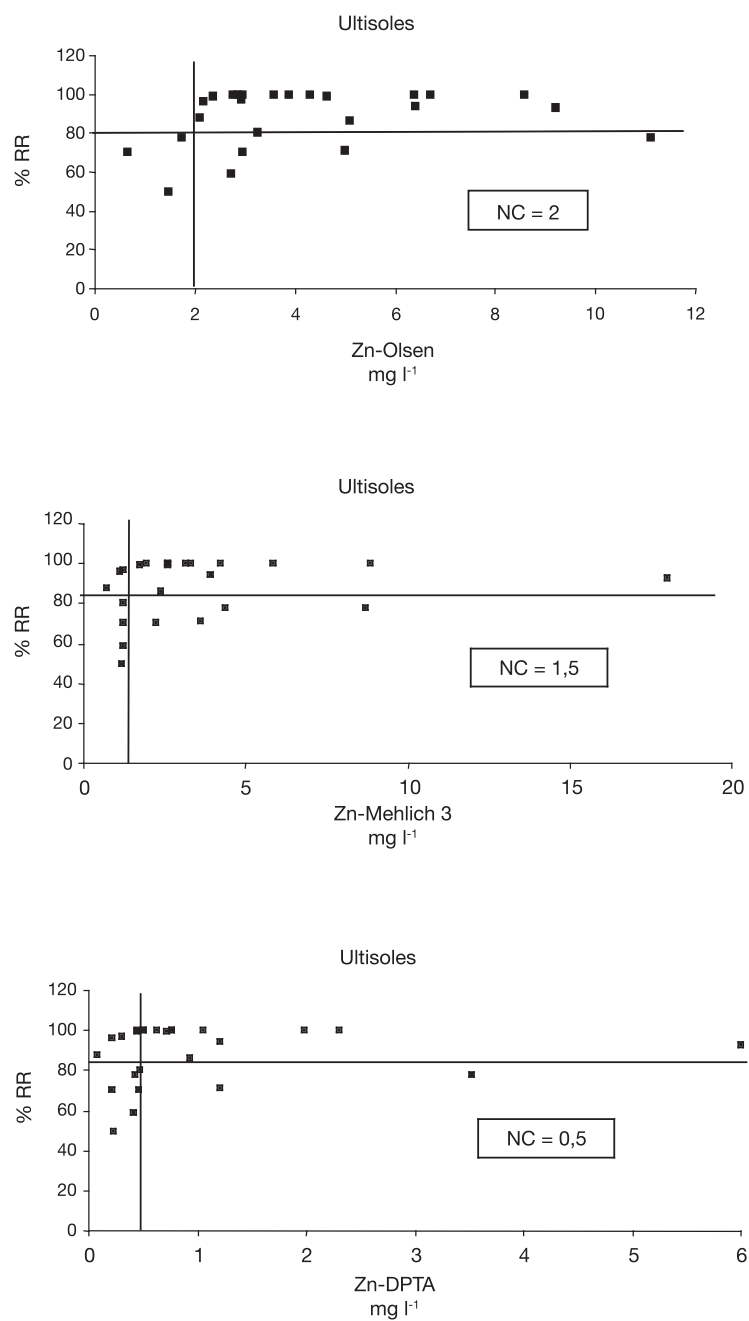 Ultisoles
120
100
80
60
40
20
0
% RR
NC = 2
0 2 4 6 8 10 12
Zn-Olsen
mg l-1
Ultisoles
120
100
80
60
40
20
0
% RR
NC = 1,5
0 5 10 15 20
Zn-Mehlich 3
mg l-1
Ultisoles
120
100
80
60
40
20
0
% RR
NC = 0,5
0 1 2 3 4 5 6
Zn-DPTA
mg l-1